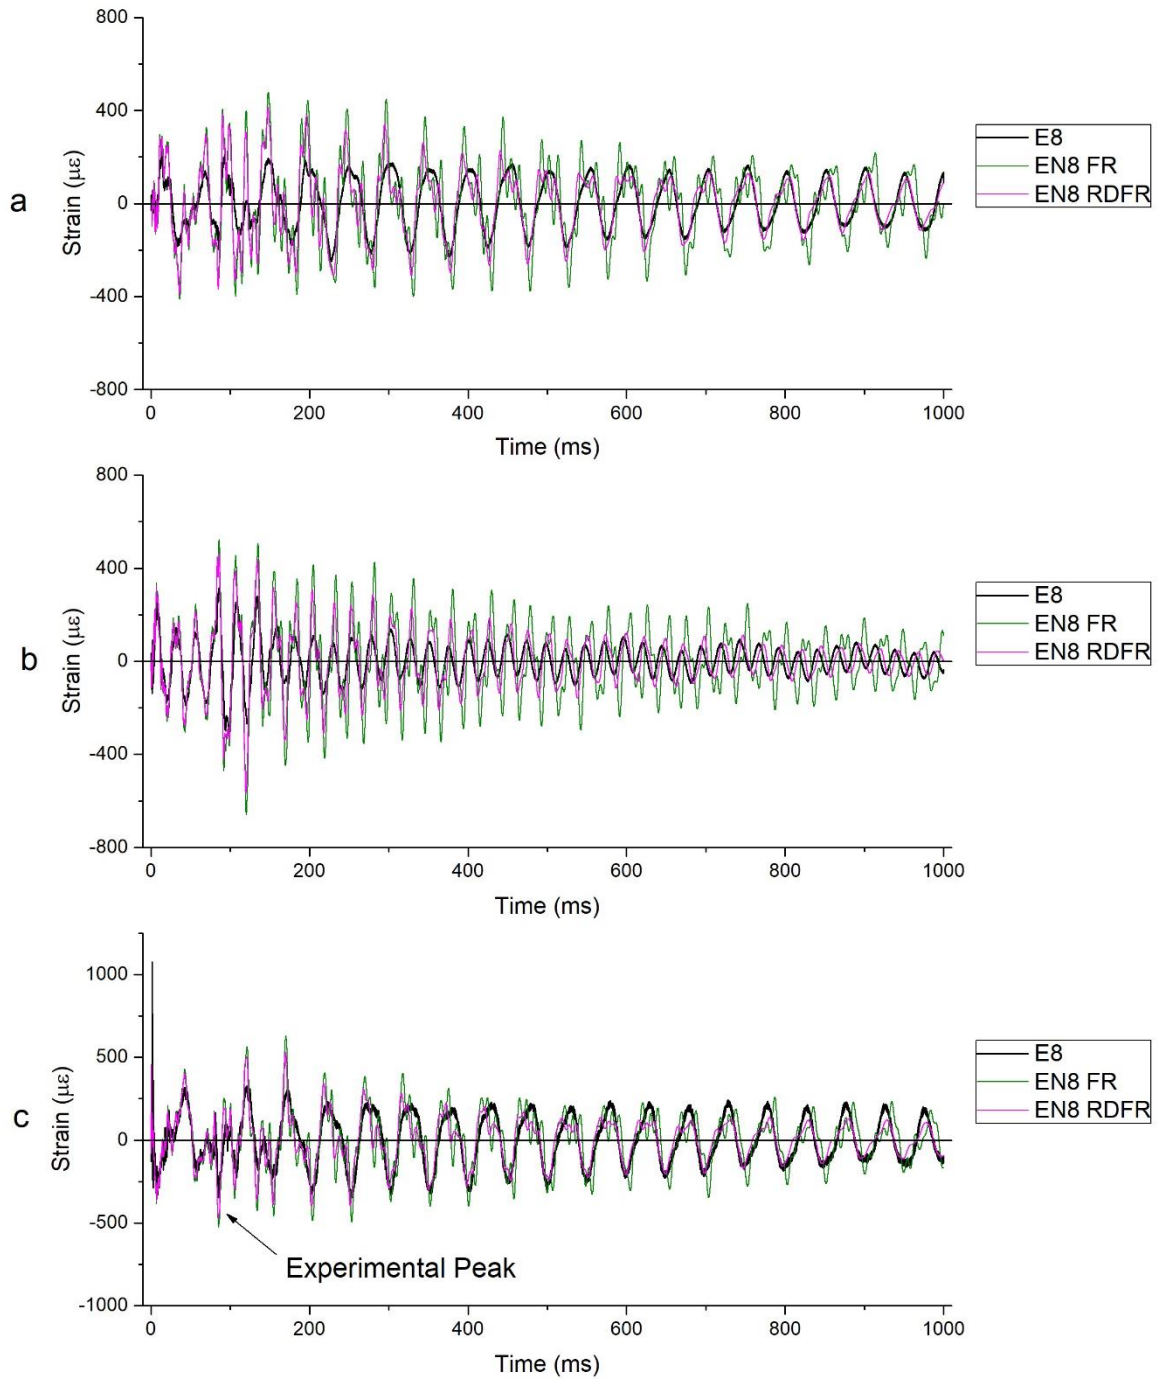 800
400
0
-400
-800
Strain (με)
a
0 200 400 600 800 1000
Time (ms)
E8
EN8 FR
EN8 RDFR
800
400
0
-400
-800
Strain (με)
b
0 200 400 600 800 1000
Time (ms)
E8
EN8 FR
EN8 RDFR
1000
500
0
-500
-1000
Strain (με)
c
Experimental Peak
0 200 400 600 800 1000
Time (ms)
E8
EN8 FR
EN8 RDFR